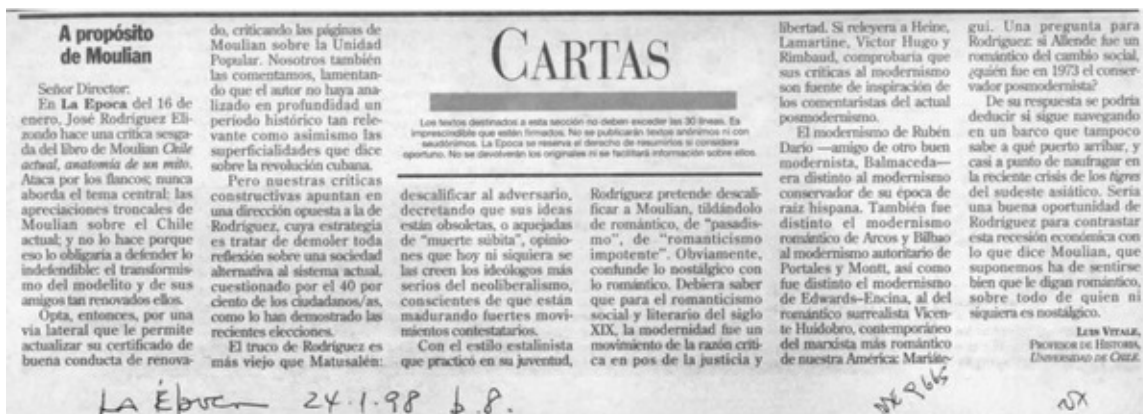 A propósito
de Moulian
Señor Director:
En La Epoca del 16 de
enero, José Rodríguez Eli-
zondo hace una crítica sesga-
da del libro de Moulian Chile
actual, anatomía de un mito.
Ataca por los flancos; nunca
aborda el tema central: las
apreciaciones troncales de
Moulian sobre el Chile
actual; y no lo hace porque
eso lo obligaría a defender lo
indefendible: el transformis-
mo del modelito y de sus
amigos tan renovados ellos.
Opta, entonces, por una
vía lateral que le permite
actualizar su certificado de
buena conducta de renova-
do, criticando las páginas de
Moulian sobre la Unidad
Popular. Nosotros también
las comentamos, lamentan-
do que el autor no haya ana-
lizado en profundidad un
período histórico tan rele-
vante como asimismo las
superficialidades que dice
sobre la revolución cubana.
Pero nuestras críticas
constructivas apuntan en
una dirección opuesta a la de
Rodríguez, cuya estrategia
es tratar de demoler toda
reflexión sobre una sociedad
alternativa al sistema actual,
cuestionado por el 40 por
ciento de los ciudadanos/as,
como lo han demostrado las
recientes elecciones.
El truco de Rodríguez es
más viejo que Matusalén:
CARTAS
Los textos destinados a esta sección no deben exceder las 30 líneas. Es
imprescindible que estén firmados. No se publicarán textos anónimos ni con
seudónimos. La Epoca se reserva el derecho de resumirlos si considera
oportuno. No se devolverán los originales ni se facilitará información sobre ellos.
descalificar al adversario,
decretando que sus ideas
están obsoletas, o aquejadas
de “muerte súbita”, opinio-
nes que hoy ni siquiera se
las creen los ideólogos más
serios del neoliberalismo,
conscientes de que están
madurando fuertes movi-
mientos contestatarios.
Con el estilo estalinista
que practicó en su juventud,
Rodríguez pretende descali-
ficar a Moulian, tildándolo
de romántico, de “pasadis-
mo”, de “romanticismo
impotente”. Obviamente,
confunde lo nostálgico con
lo romántico. Debiera saber
que para el romanticismo
social y literario del siglo
XIX, la modernidad fue un
movimiento de la razón críti-
ca en pos de la justicia y
libertad. Si releyera a Heine,
Lamartine, Victor Hugo y
Rimbaud, comprobaría que
sus críticas al modernismo
son fuente de inspiración de
los comentaristas del actual
posmodernismo.
El modernismo de Rubén
Darío —amigo de otro buen
modernista, Balmaceda—
era distinto al modernismo
conservador de su época de
raíz hispana. También fue
distinto el modernismo
romántico de Arcos y Bilbao
al modernismo autoritario de
Portales y Montt, así como
fue distinto el modernismo
de Edwards-Encina, al del
romántico surrealista Vicen-
te Huidobro, contemporáneo
del marxista más romántico
de nuestra América: Mariáte-
gui. Una pregunta para
Rodríguez: si Allende fue un
romántico del cambio social,
¿quién fue en 1973 el conser-
vador posmodernista?
De su respuesta se podría
deducir si sigue navegando
en un barco que tampoco
sabe a qué puerto arribar, y
casi a punto de naufragar en
la reciente crisis de los tigres
del sudeste asiático. Sería
una buena oportunidad de
Rodríguez para contrastar
esta recesión económica con
lo que dice Moulian, que
suponemos ha de sentirse
bien que le digan romántico,
sobre todo de quien ni
siquiera es nostálgico.
LUIS VITALE.
PROFESOR DE HISTORIA,
UNIVERSIDAD DE CHILE.
LA Época 24.1.98 p.8.